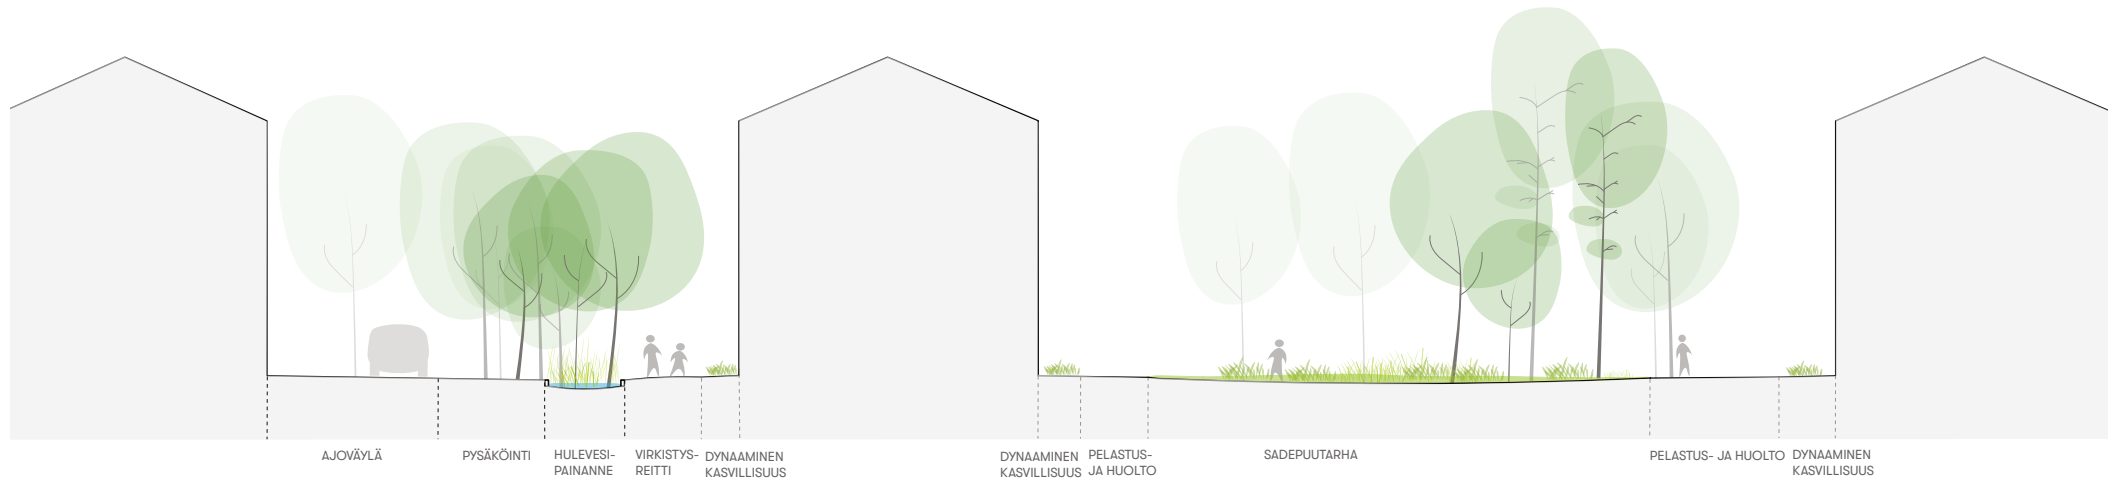 AJOVÄYLÄ
PYSÄKÖINTI
HULEVESI-
PAINANNE
VIRKISTYS-
REITTI
DYNAAMINEN
KASVILLISUUS
DYNAAMINEN
KASVILLISUUS
PELASTUS-
JA HUOLTO
SADEPUUTARHA
PELASTUS- JA HUOLTO
DYNAAMINEN
KASVILLISUUS